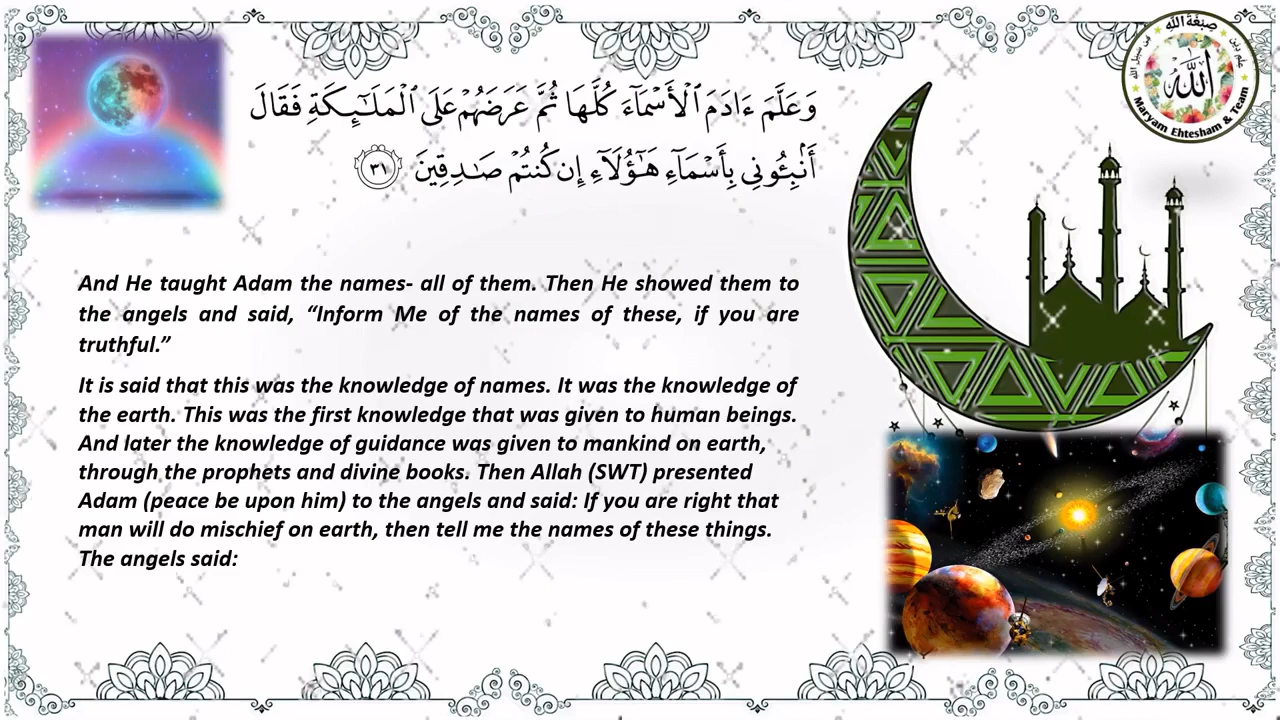 وَعَلَّمَ ءَادَمَ ٱلْأَسْمَآءَ كُلَّهَا ثُمَّ عَرَضَهُمْ عَلَى ٱلْمَلَـٰٓئِكَةِ فَقَالَ
أَنۢبِـُٔونِى بِأَسْمَآءِ هَـٰٓؤُلَآءِ إِن كُنتُمْ صَـٰدِقِينَ ٣١
And He taught Adam the names- all of them. Then He showed them to
the angels and said, “Inform Me of the names of these, if you are
truthful.”
It is said that this was the knowledge of names. It was the knowledge of
the earth. This was the first knowledge that was given to human beings.
And later the knowledge of guidance was given to mankind on earth,
through the prophets and divine books. Then Allah (SWT) presented
Adam (peace be upon him) to the angels and said: If you are right that
man will do mischief on earth, then tell me the names of these things.
The angels said:
صِبْغَةَ اللهِ
الله
Maryam Ehtesham & Team